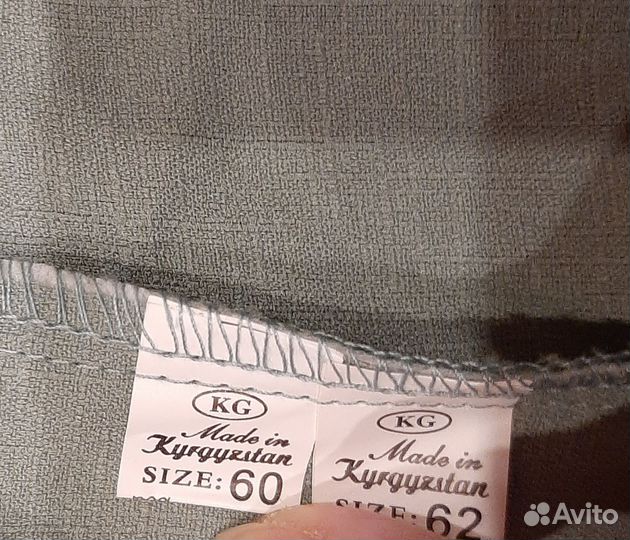 KG
Made in
Kyrgyzstan
SIZE: 60
KG
Made in
Kyrgyzstan
SIZE: 62
Avito